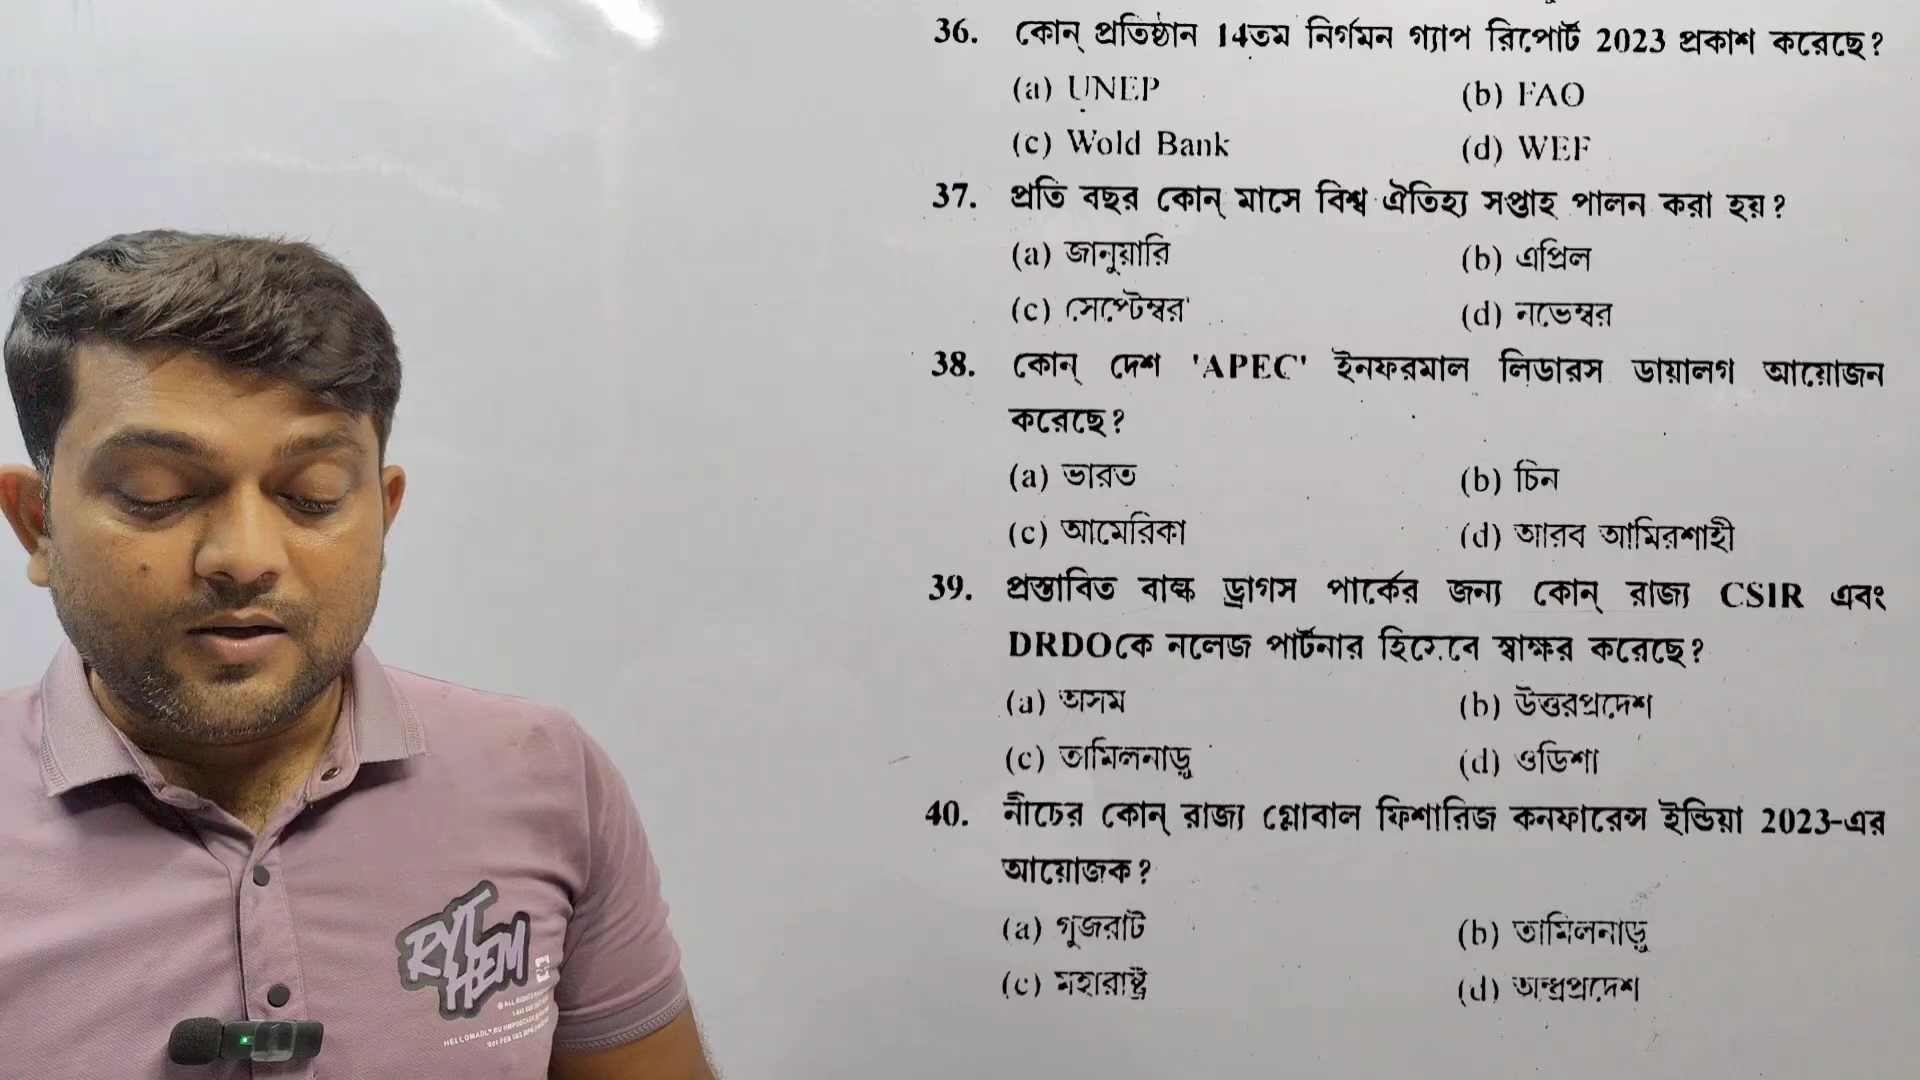 36. কোন্ প্রতিষ্ঠান 14তম নির্গমন গ্যাপ রিপোর্ট 2023 প্রকাশ করেছে?
(a) UNEP (b) FAO
(c) Wold Bank (d) WEF
37. প্রতি বছর কোন্ মাসে বিশ্ব ঐতিহ্য সপ্তাহ পালন করা হয়?
(a) জানুয়ারি (b) এপ্রিল
(c) সেপ্টেম্বর (d) নভেম্বর
38. কোন্ দেশ 'APEC' ইনফরমাল লিডারস ডায়ালগ আয়োজন
করেছে?
(a) ভারত (b) চিন
(c) আমেরিকা (d) আরব আমিরশাহী
39. প্রস্তাবিত বাল্ক ড্রাগস পার্কের জন্য কোন্ রাজ্য CSIR এবং
DRDOকে নলেজ পার্টনার হিসেবে স্বাক্ষর করেছে?
(a) অসম (b) উত্তরপ্রদেশ
(c) তামিলনাড়ু (d) ওডিশা
40. নীচের কোন্ রাজ্য গ্লোবাল ফিশারিজ কনফারেন্স ইন্ডিয়া 2023-এর
আয়োজক?
(a) গুজরাট (b) তামিলনাড়ু
(c) মহারাষ্ট্র (d) অন্ধ্রপ্রদেশ
RYT
HEM